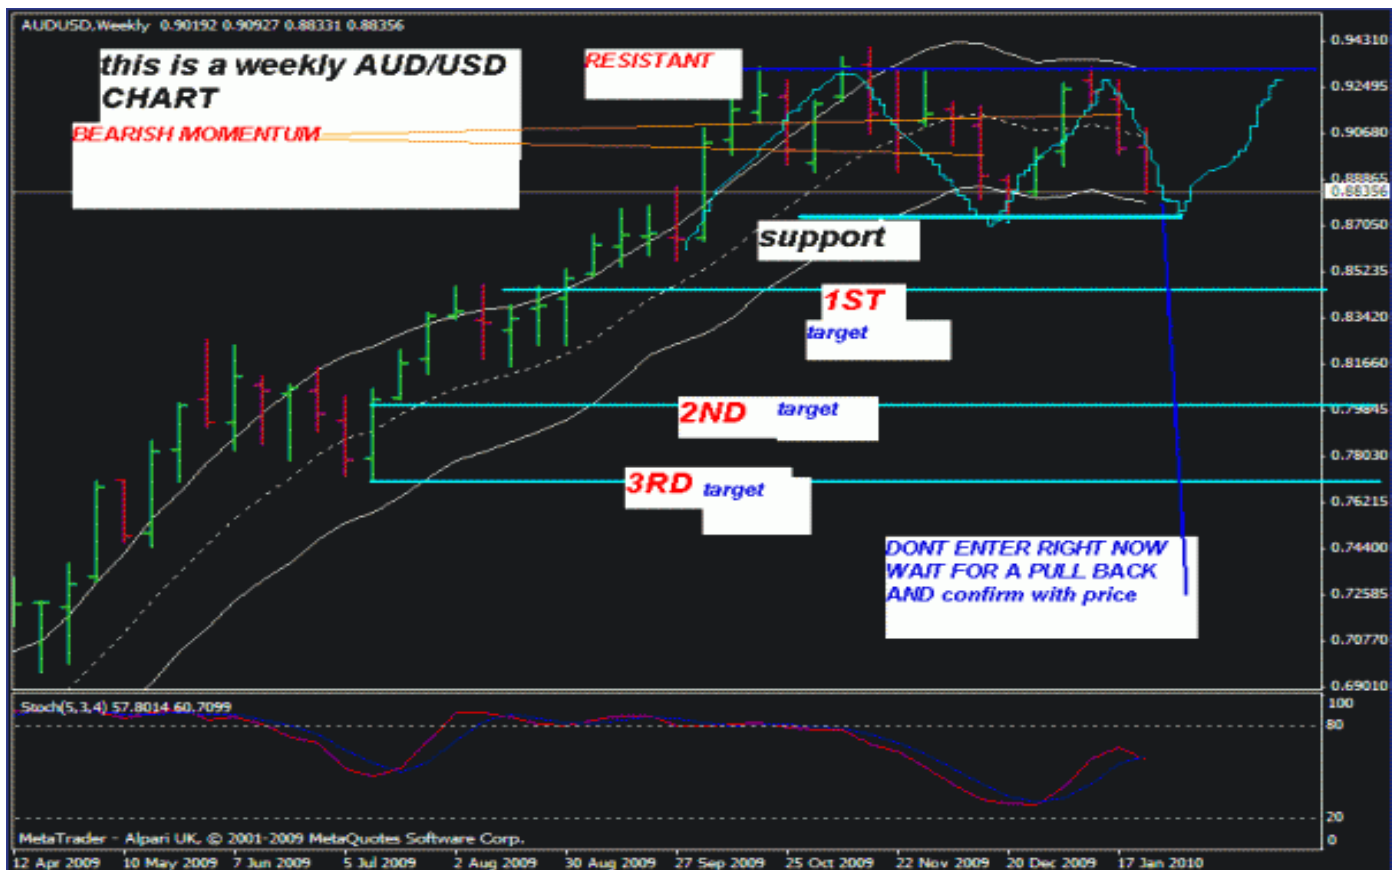 AUDUSD,Weekly 0.90192 0.90927 0.88331 0.88356
this is a weekly AUD/USD
CHART
BEARISH MOMENTUM
RESISTANT
support
1ST
target
2ND target
3RD target
DONT ENTER RIGHT NOW
WAIT FOR A PULL BACK
AND confirm with price
0.94310
0.92495
0.90680
0.88865
0.88356
0.87050
0.85235
0.83420
0.81660
0.79845
0.78030
0.76215
0.74400
0.72585
0.70770
0.69010
Stoch(5,3,4) 57.8014 60.7099
100
80
20
0
MetaTrader - Alpari UK, © 2001-2009 MetaQuotes Software Corp.
12 Apr 2009 10 May 2009 7 Jun 2009 5 Jul 2009 2 Aug 2009 30 Aug 2009 27 Sep 2009 25 Oct 2009 22 Nov 2009 20 Dec 2009 17 Jan 2010